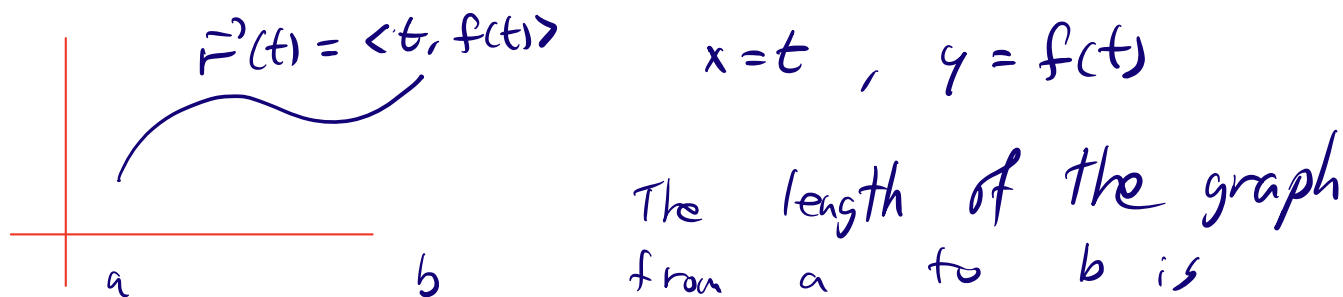 r⃗(t) = <t, f(t)>
x = t , y = f(t)
The length of the graph
from a to b is
a b